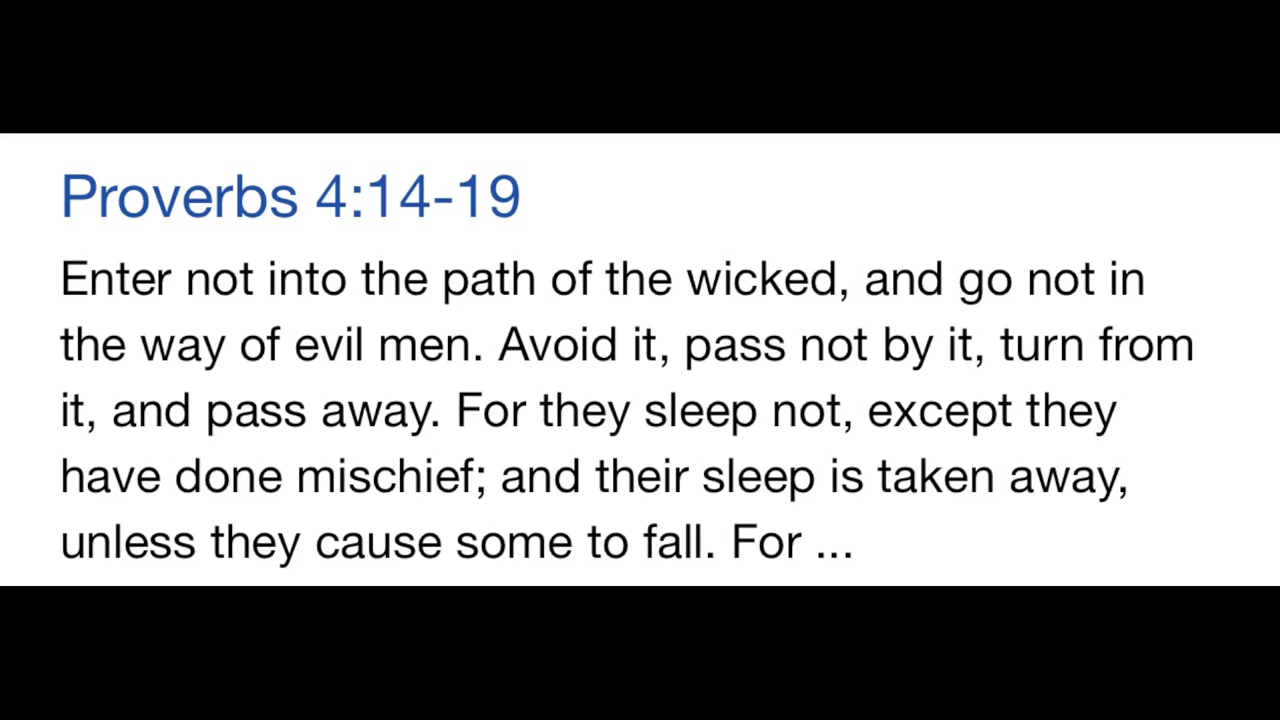 Proverbs 4:14-19
Enter not into the path of the wicked, and go not in
the way of evil men. Avoid it, pass not by it, turn from
it, and pass away. For they sleep not, except they
have done mischief; and their sleep is taken away,
unless they cause some to fall. For ...